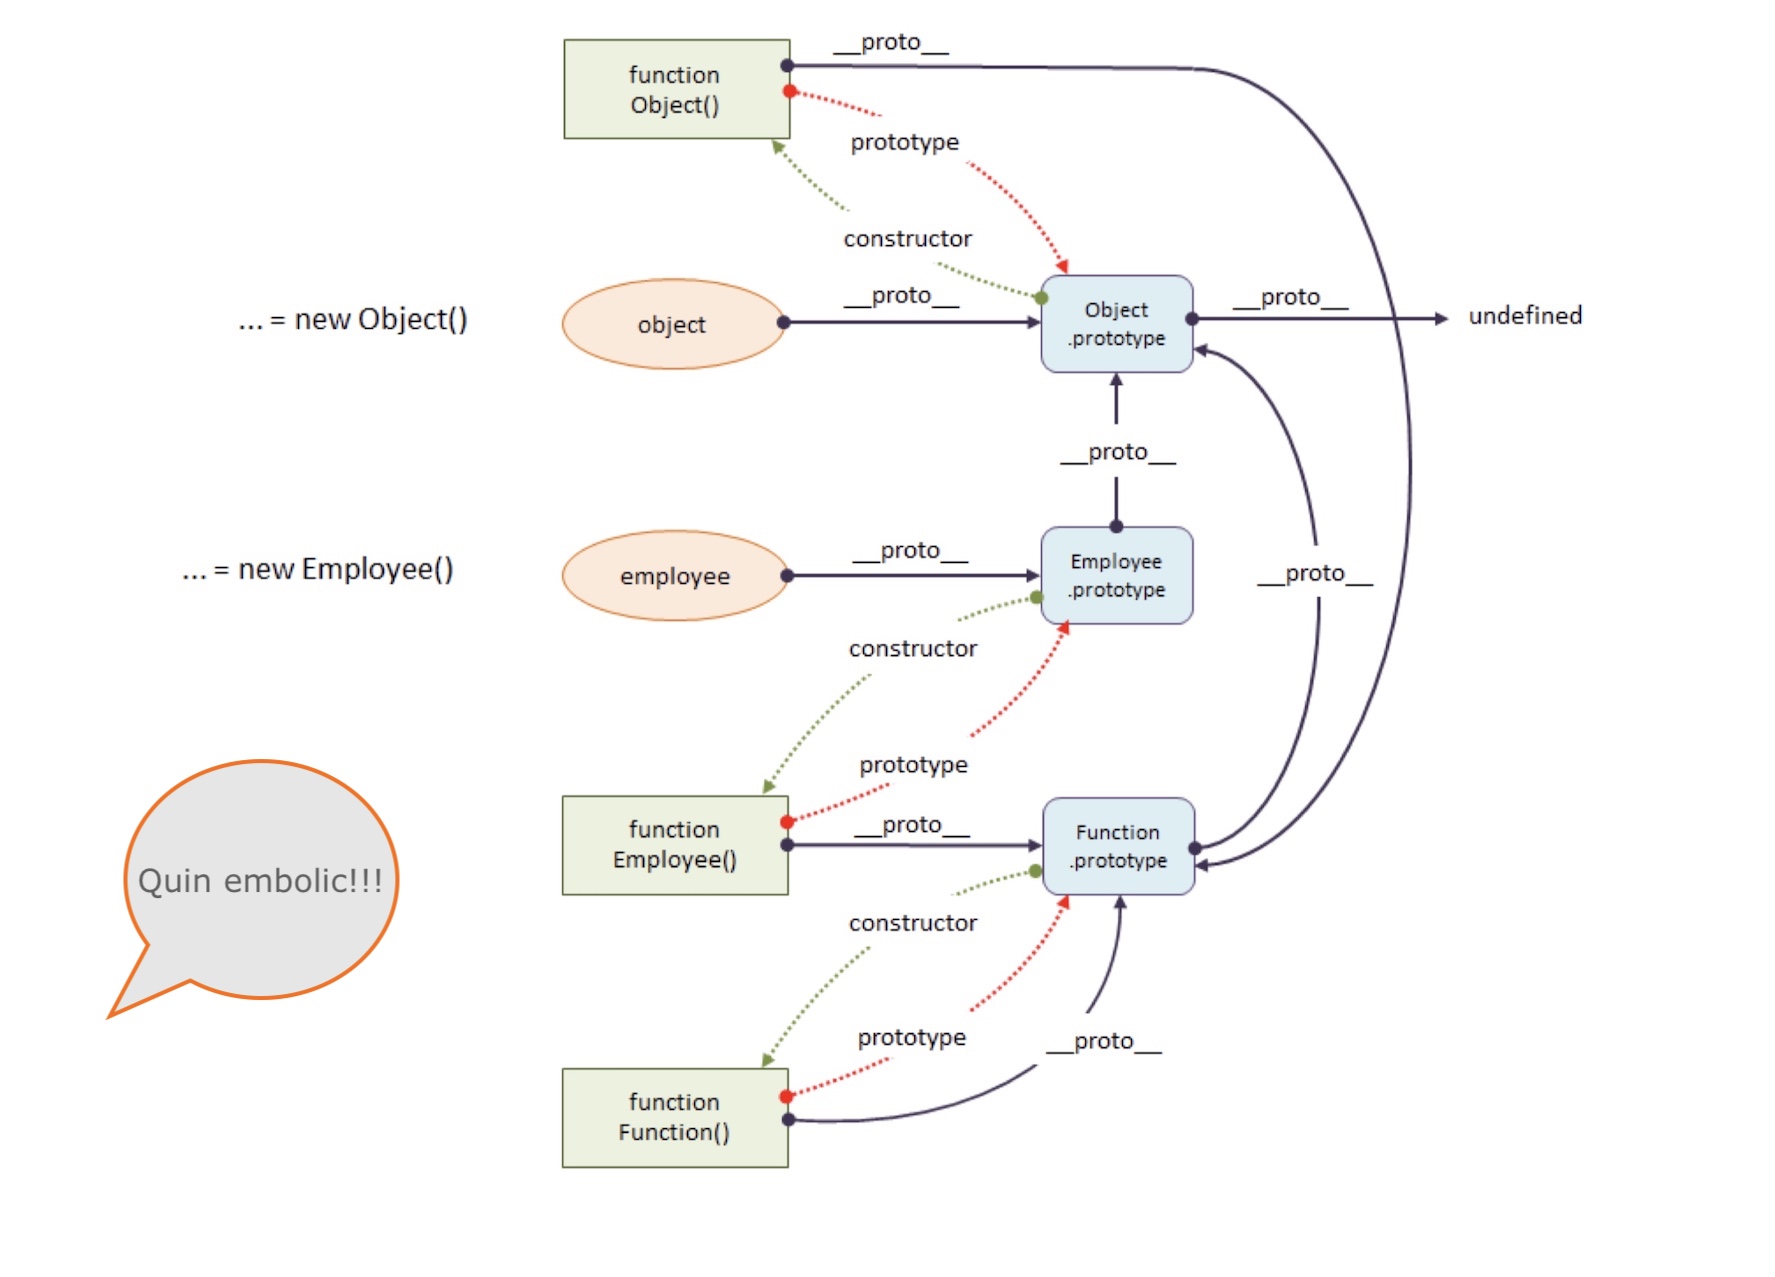 __proto__
function
Object()
prototype
constructor
... = new Object()
object
__proto__
Object
.prototype
__proto__
undefined
__proto__
... = new Employee()
employee
__proto__
Employee
.prototype
__proto__
constructor
prototype
function
Employee()
__proto__
Function
.prototype
Quin embolic!!!
constructor
prototype
__proto__
function
Function()